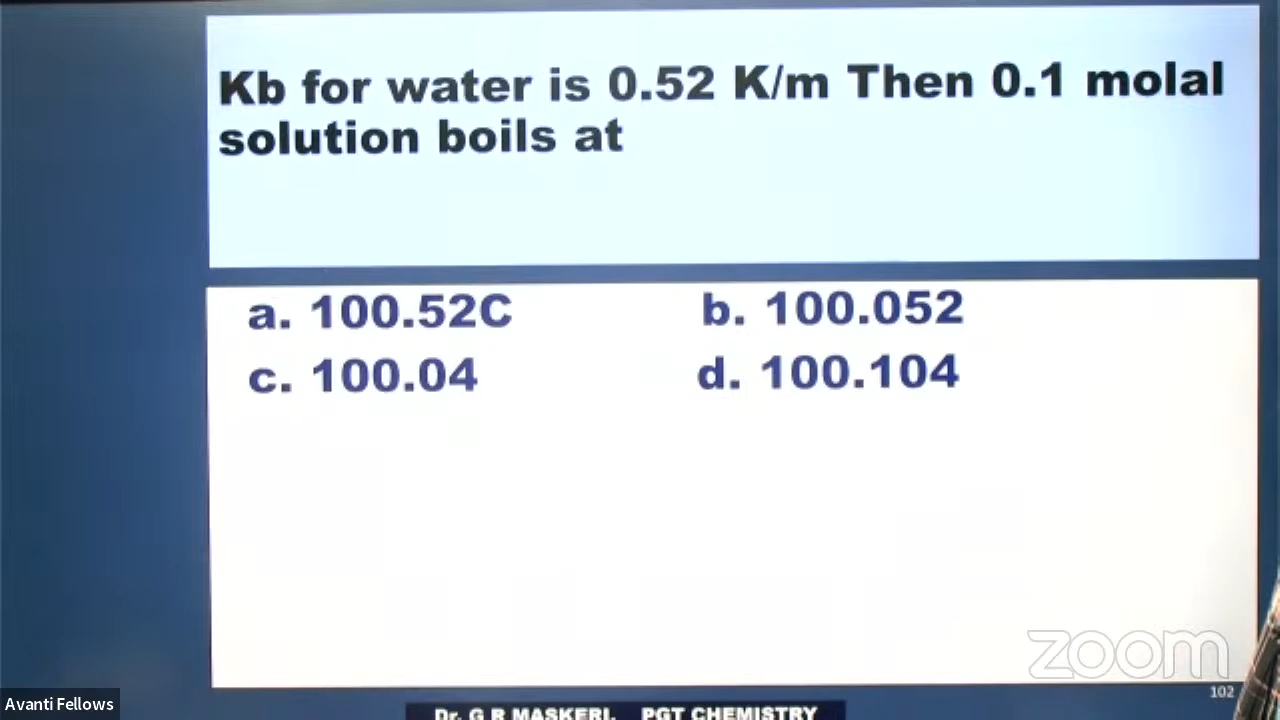 Kb for water is 0.52 K/m Then 0.1 molal
solution boils at
a. 100.52C b. 100.052
c. 100.04 d. 100.104
zoom
102
Avanti Fellows
Dr. G R MASKERI, PGT CHEMISTRY